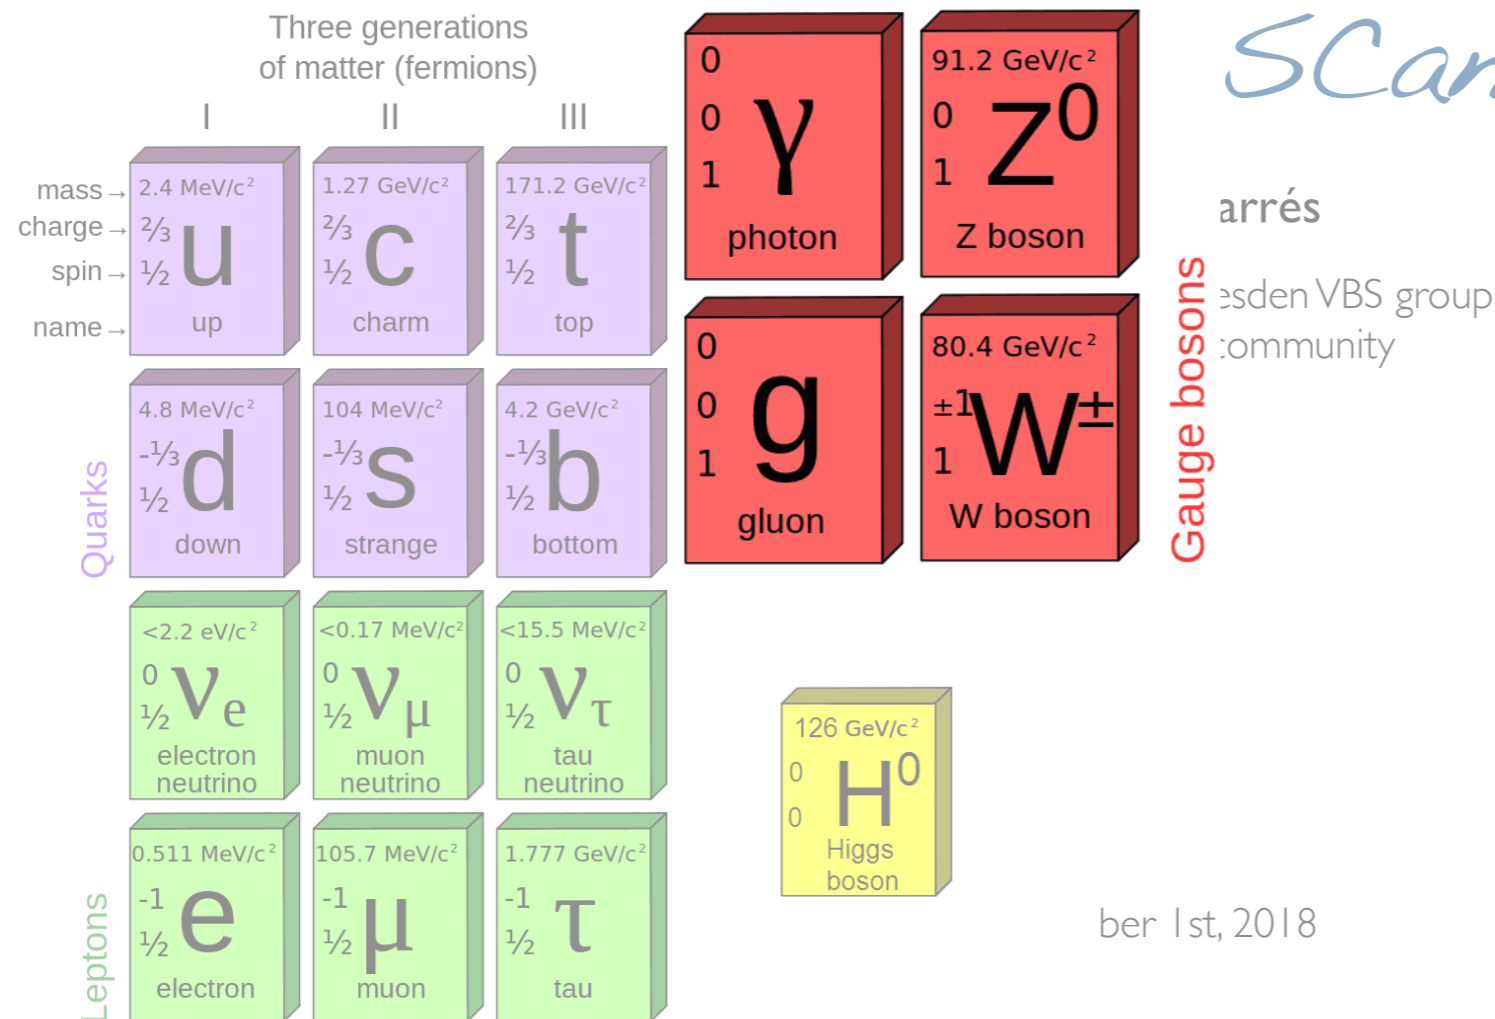 Three generations
of matter (fermions)
I II III
mass→
charge→
spin→
name→
2.4 MeV/c²
⅔
½
u
up
1.27 GeV/c²
⅔
½
c
charm
171.2 GeV/c²
⅔
½
t
top
0
0
1
γ
photon
91.2 GeV/c²
0
1
Z⁰
Z boson
Quarks
4.8 MeV/c²
-⅓
½
d
down
104 MeV/c²
-⅓
½
s
strange
4.2 GeV/c²
-⅓
½
b
bottom
0
0
1
g
gluon
80.4 GeV/c²
±1
1
W±
W boson
Gauge bosons
<2.2 eV/c²
0
½
νe
electron
neutrino
<0.17 MeV/c²
0
½
νμ
muon
neutrino
<15.5 MeV/c²
0
½
ντ
tau
neutrino
126 GeV/c²
0
0
H⁰
Higgs
boson
Leptons
0.511 MeV/c²
-1
½
e
electron
105.7 MeV/c²
-1
½
μ
muon
1.777 GeV/c²
-1
½
τ
tau
SCan
arrés
esden VBS group
community
ber 1st, 2018